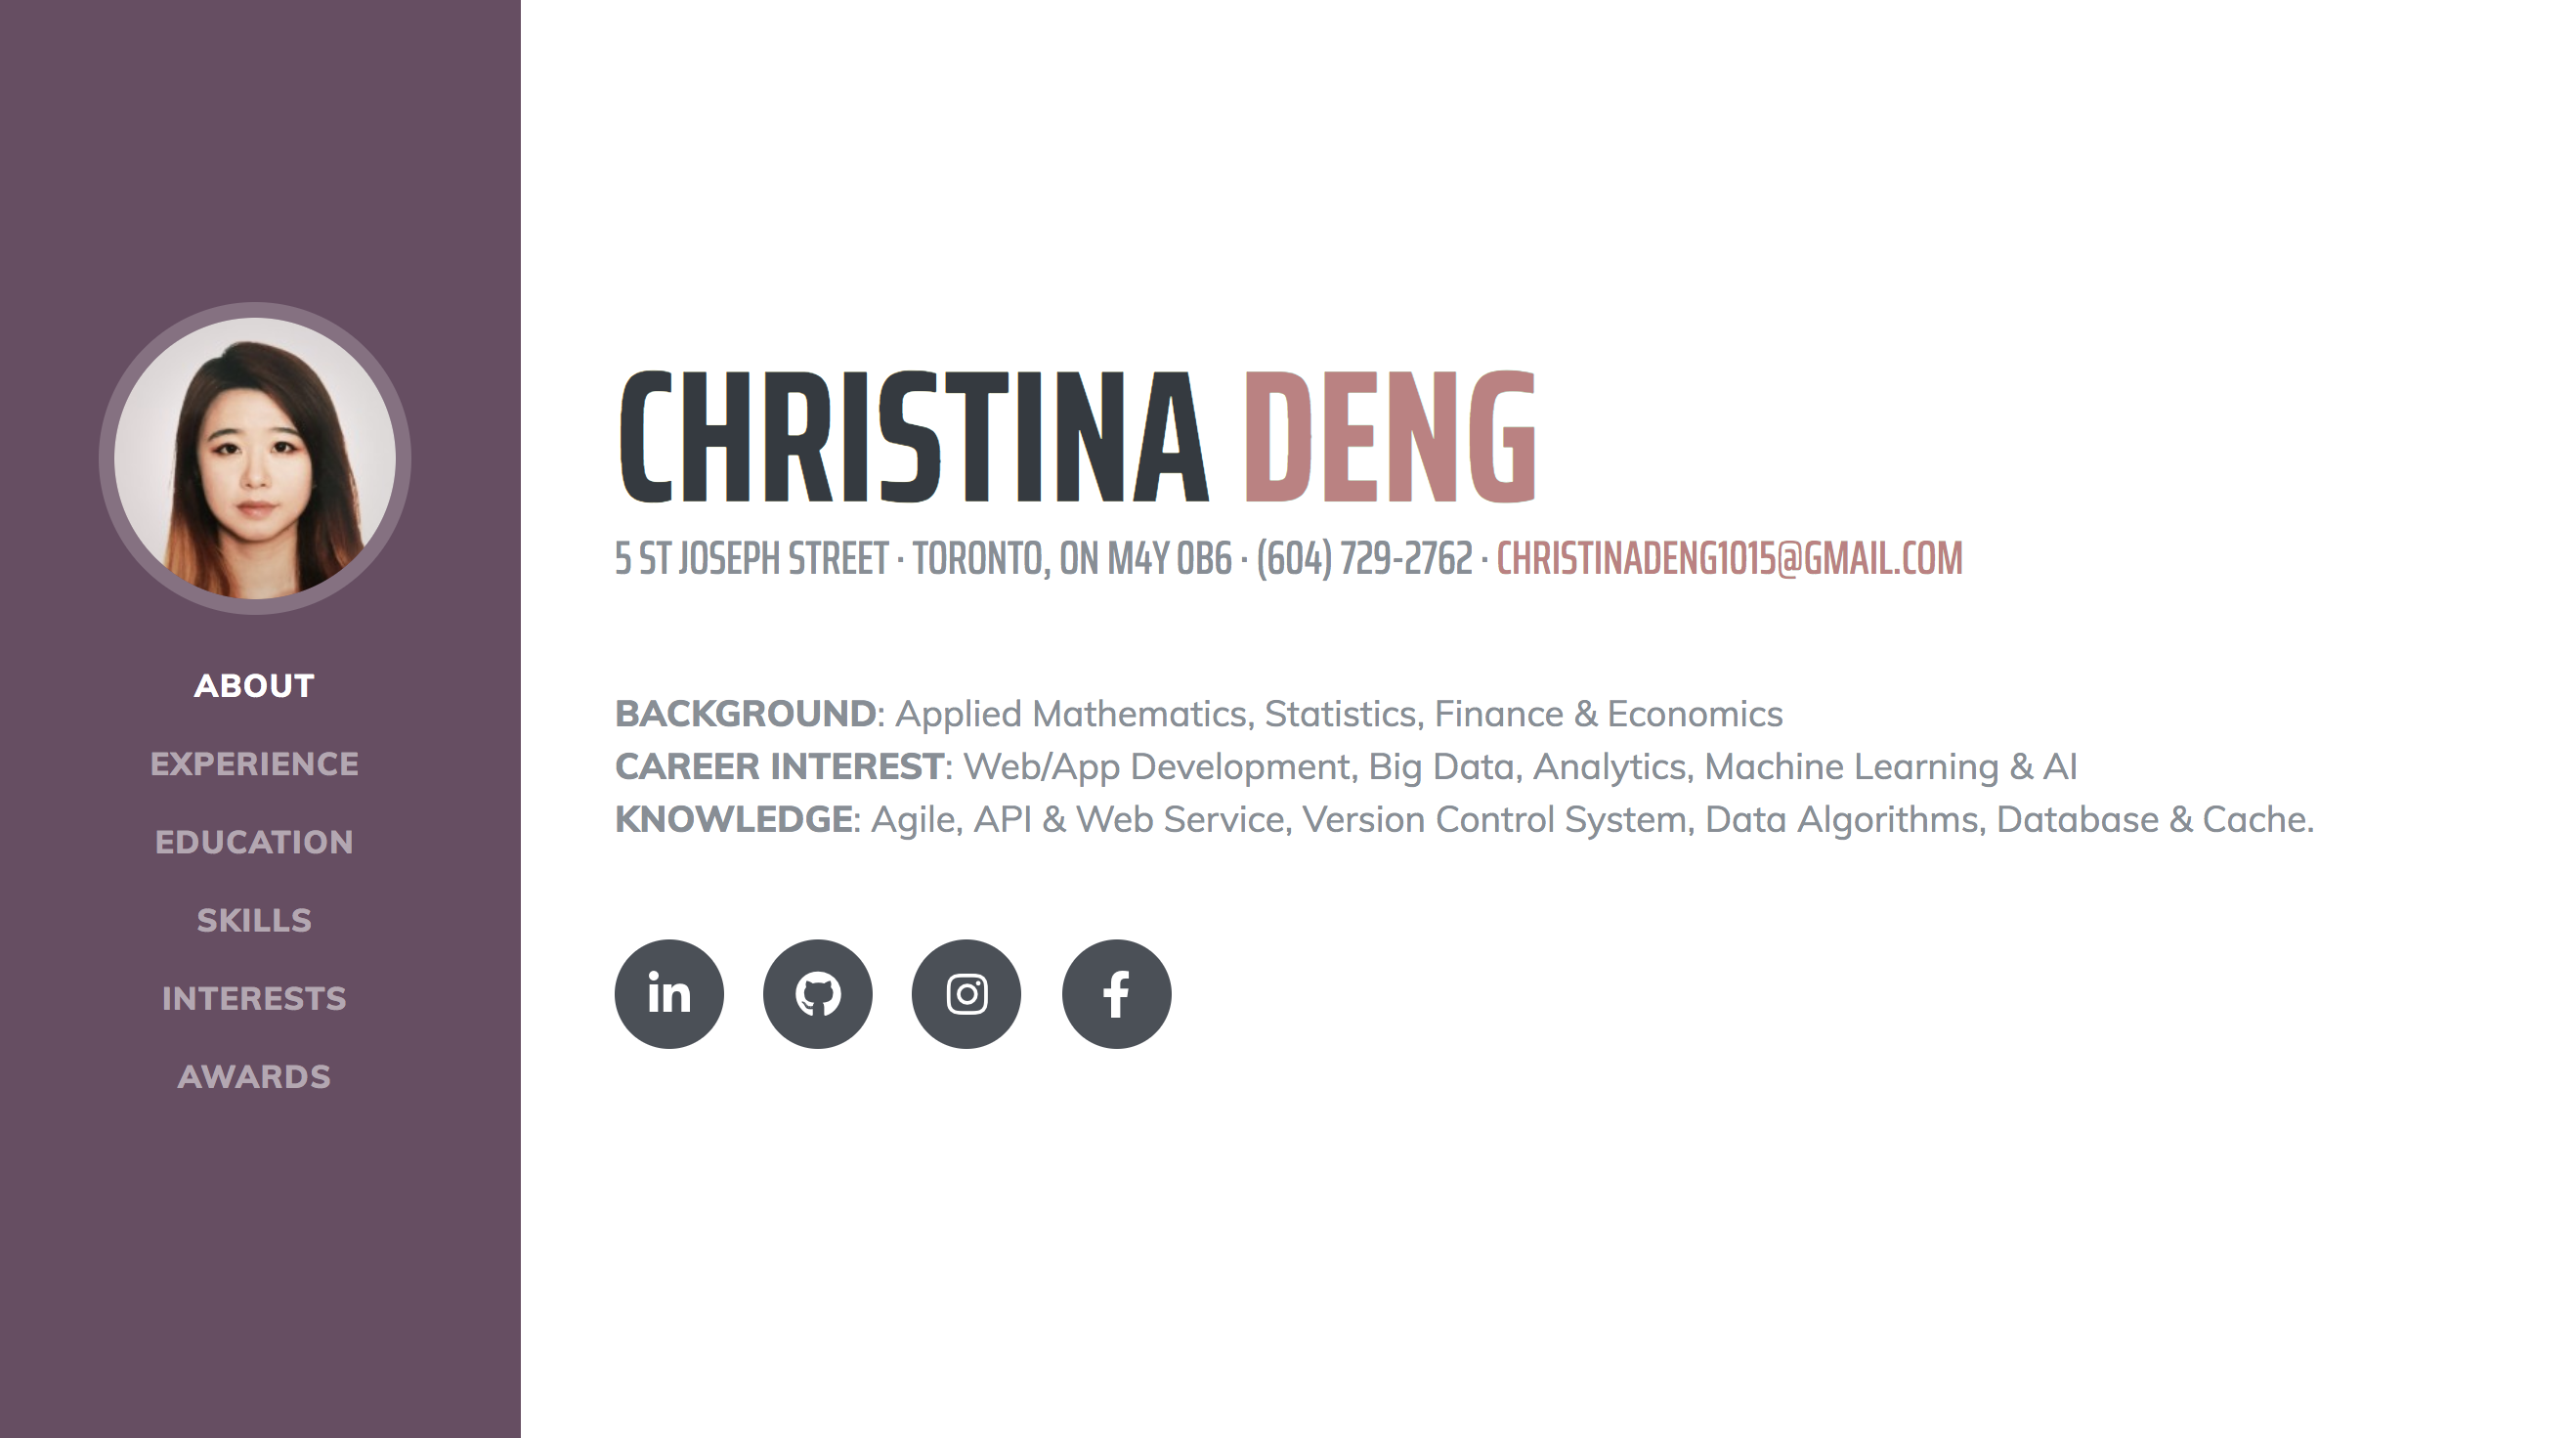 ABOUT
EXPERIENCE
EDUCATION
SKILLS
INTERESTS
AWARDS
CHRISTINA DENG
5 ST JOSEPH STREET · TORONTO, ON M4Y 0B6 · (604) 729-2762 · CHRISTINADENG1015@GMAIL.COM
BACKGROUND: Applied Mathematics, Statistics, Finance & Economics
CAREER INTEREST: Web/App Development, Big Data, Analytics, Machine Learning & AI
KNOWLEDGE: Agile, API & Web Service, Version Control System, Data Algorithms, Database & Cache.